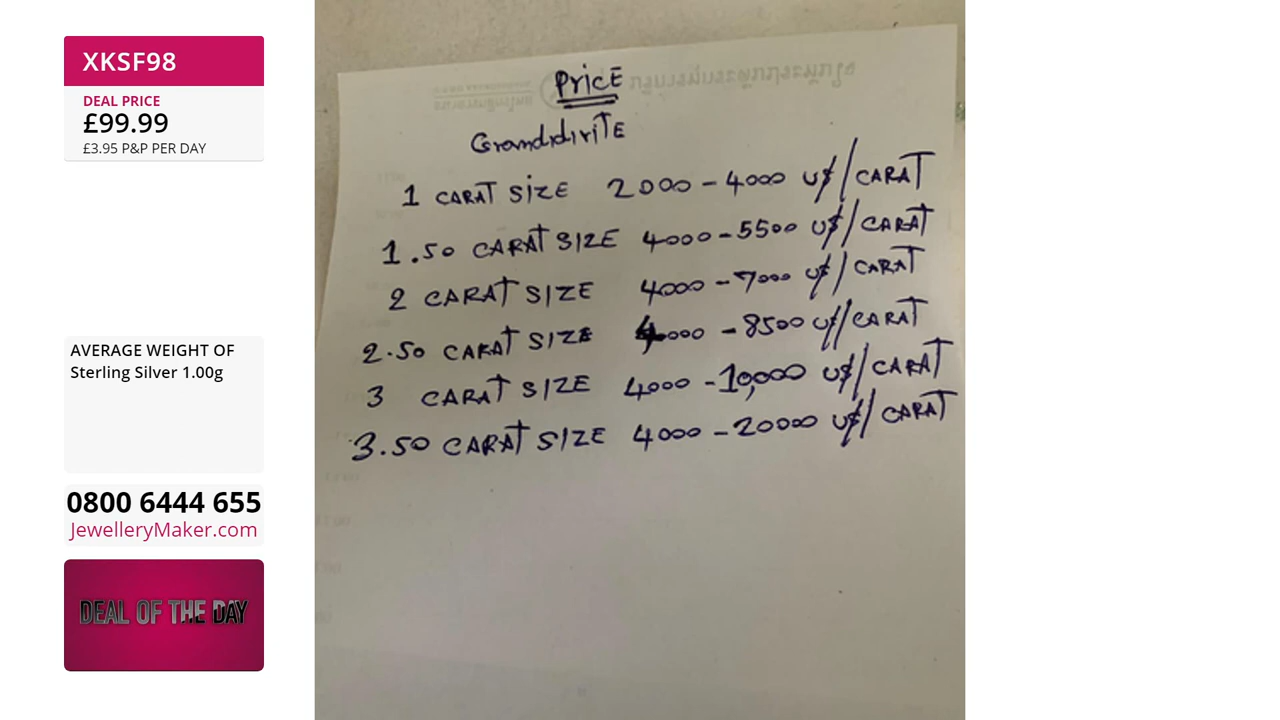 XKSF98
DEAL PRICE
£99.99
£3.95 P&P PER DAY
AVERAGE WEIGHT OF
Sterling Silver 1.00g
0800 6444 655
JewelleryMaker.com
DEAL OF THE DAY
PricE
GrandidiriTE
1 CARAT SiZE 2000 - 4000 U$/CARAT
1.50 CARAT SIZE 4000 - 5500 U$/CARAT
2 CARAT SIZE 4000 - 7000 U$/CARAT
2.50 CARAT SIZE 4000 - 8500 U$/CARAT
3 CARAT SIZE 4000 - 10,000 U$/CARAT
3.50 CARAT SIZE 4000 - 20000 U$/CARAT